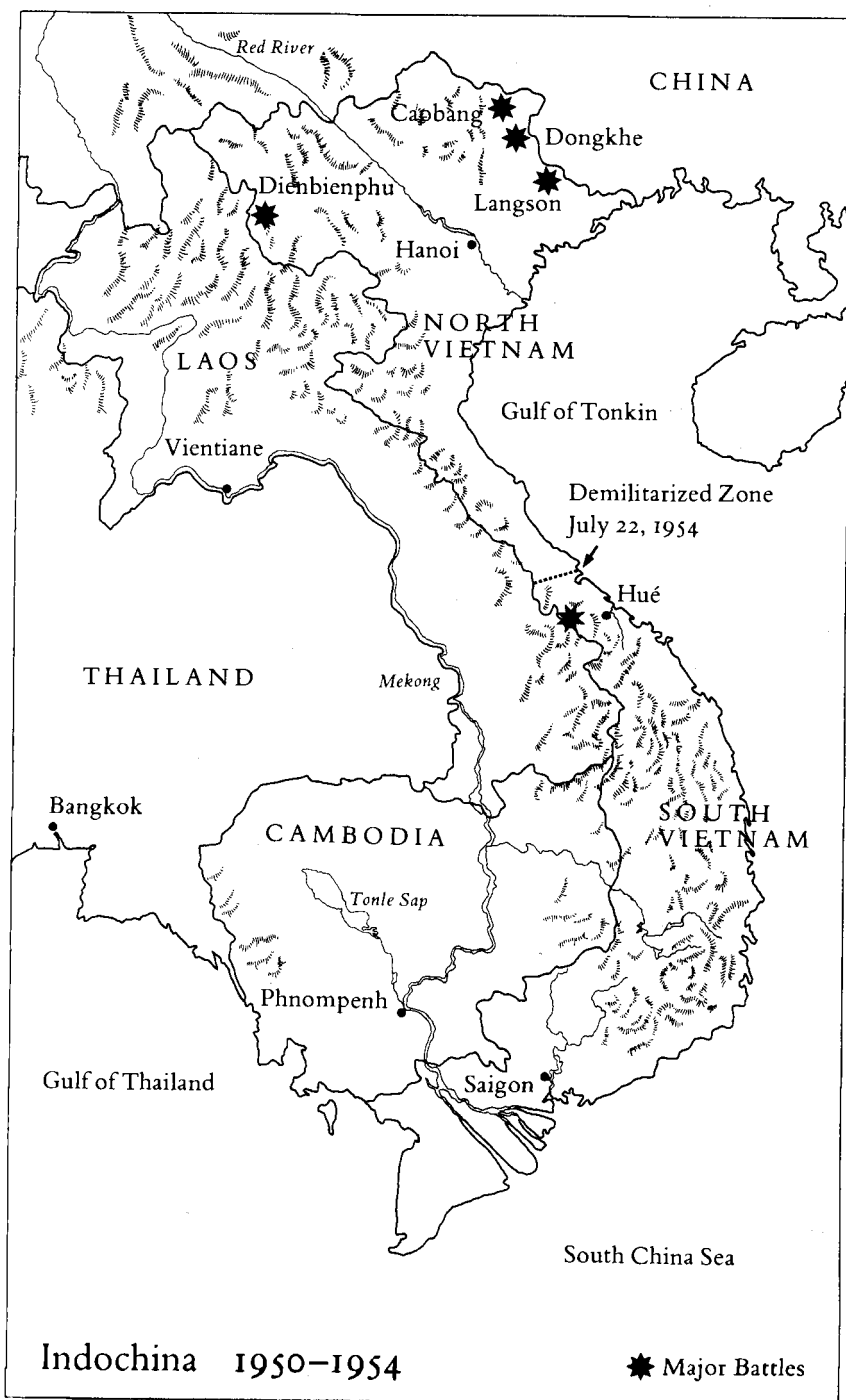 Red River
CHINA
Caobang
Dongkhe
Dienbienphu
Langson
Hanoi
NORTH
VIETNAM
LAOS
Gulf of Tonkin
Vientiane
Demilitarized Zone
July 22, 1954
Hué
THAILAND
Mekong
Bangkok
CAMBODIA
SOUTH
VIETNAM
Tonle Sap
Phnompenh
Gulf of Thailand
Saigon
South China Sea
Indochina 1950–1954
Major Battles